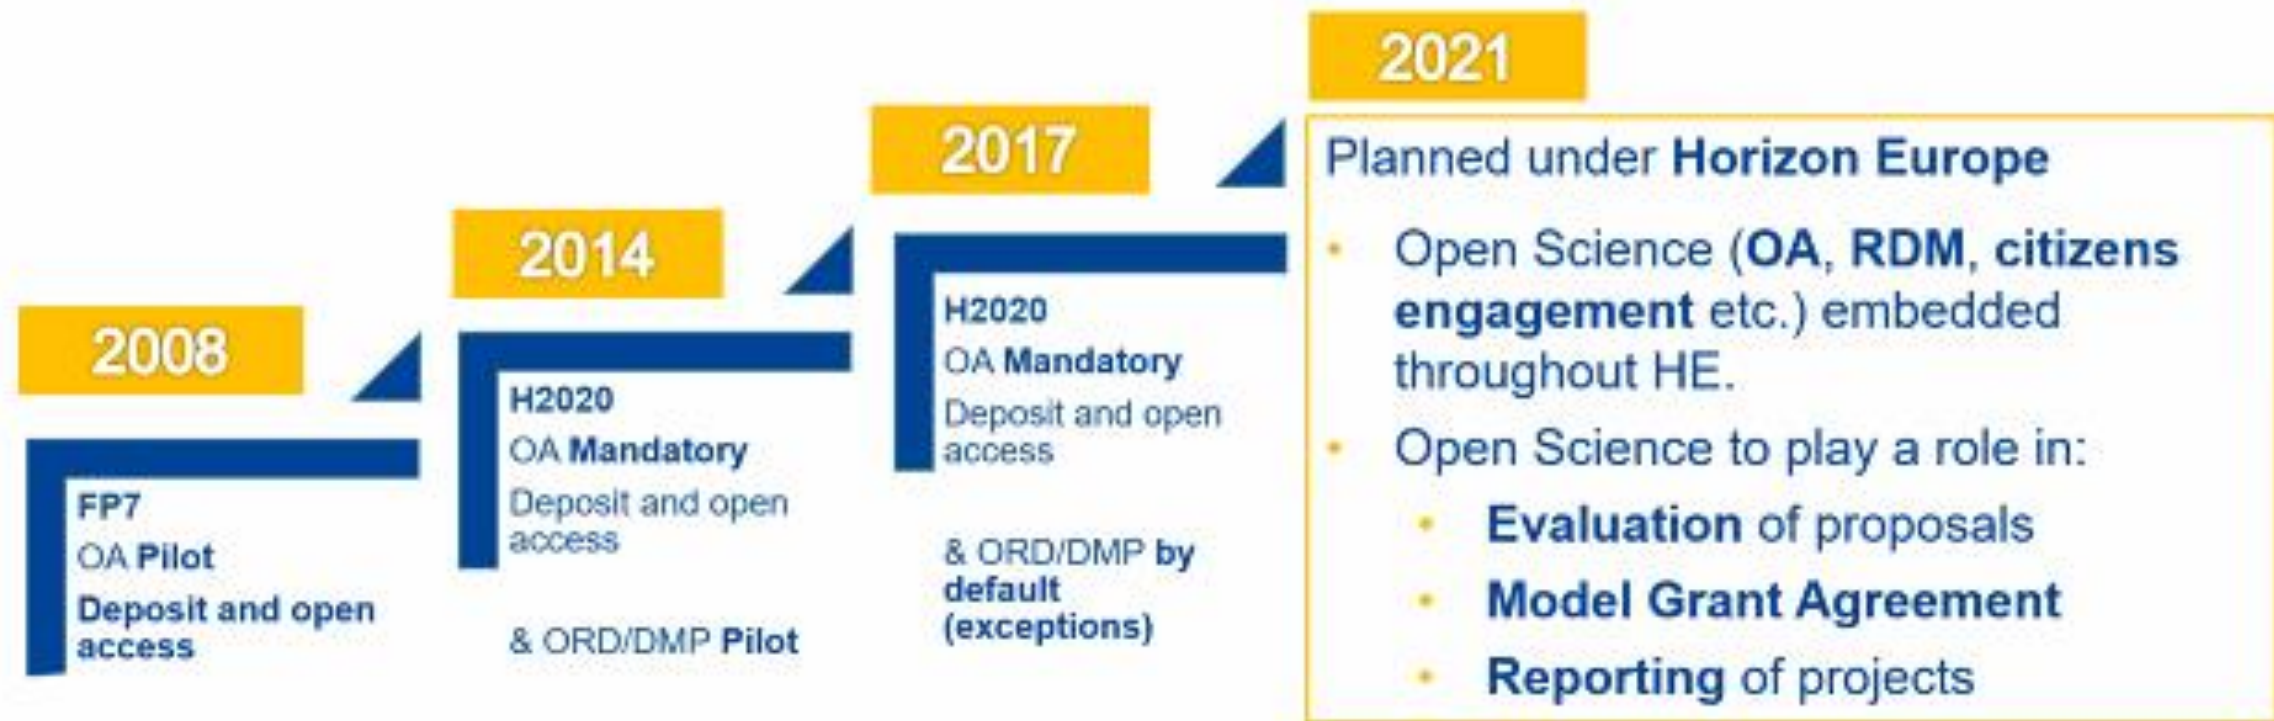 2008
FP7
OA Pilot
Deposit and open
access
2014
H2020
OA Mandatory
Deposit and open
access
& ORD/DMP Pilot
2017
H2020
OA Mandatory
Deposit and open
access
& ORD/DMP by
default
(exceptions)
2021
Planned under Horizon Europe
• Open Science (OA, RDM, citizens
engagement etc.) embedded
throughout HE.
• Open Science to play a role in:
• Evaluation of proposals
• Model Grant Agreement
• Reporting of projects